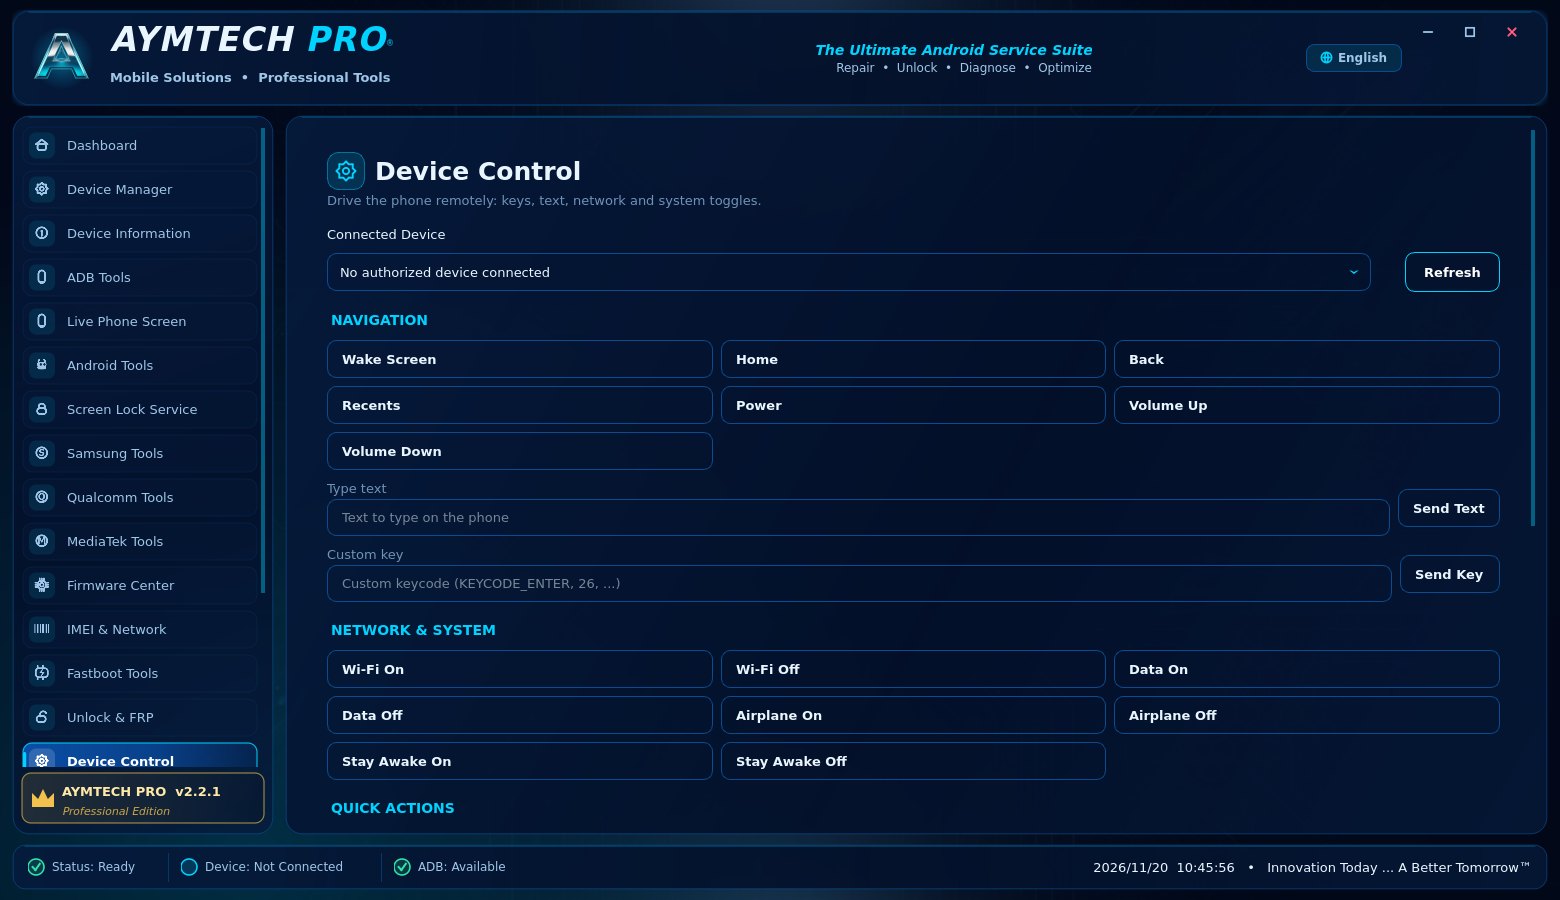 AYMTECH PRO®
Mobile Solutions • Professional Tools
The Ultimate Android Service Suite
Repair • Unlock • Diagnose • Optimize
English
Dashboard
Device Manager
Device Information
ADB Tools
Live Phone Screen
Android Tools
Screen Lock Service
Samsung Tools
Qualcomm Tools
MediaTek Tools
Firmware Center
IMEI & Network
Fastboot Tools
Unlock & FRP
Device Control
AYMTECH PRO v2.2.1
Professional Edition
Device Control
Drive the phone remotely: keys, text, network and system toggles.
Connected Device
No authorized device connected
Refresh
NAVIGATION
Wake Screen Home Back
Recents Power Volume Up
Volume Down
Type text
Text to type on the phone
Send Text
Custom key
Custom keycode (KEYCODE_ENTER, 26, ...)
Send Key
NETWORK & SYSTEM
Wi-Fi On Wi-Fi Off Data On
Data Off Airplane On Airplane Off
Stay Awake On Stay Awake Off
QUICK ACTIONS
Status: Ready Device: Not Connected ADB: Available
2026/11/20 10:45:56 • Innovation Today ... A Better Tomorrow™